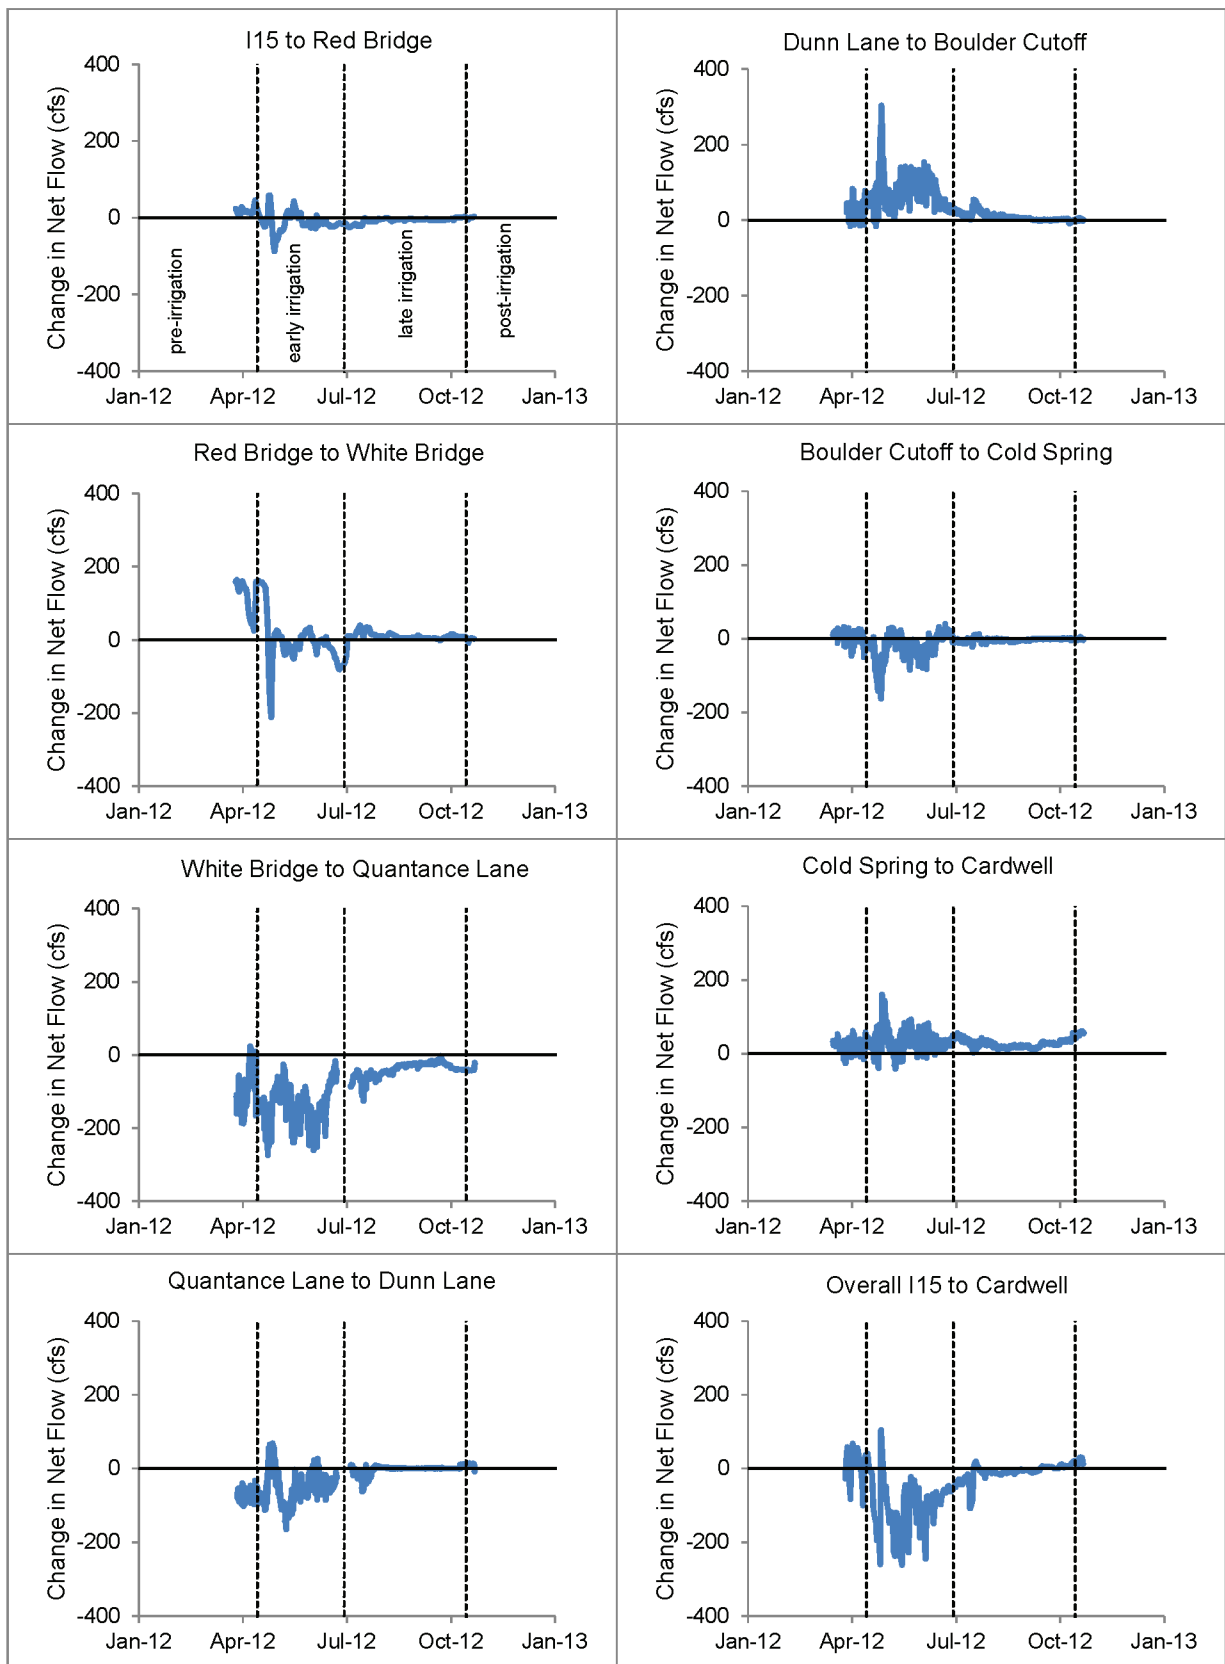 I15 to Red Bridge
Change in Net Flow (cfs)
400
200
0
-200
-400
pre-irrigation
early irrigation
late irrigation
post-irrigation
Jan-12 Apr-12 Jul-12 Oct-12 Jan-13
Dunn Lane to Boulder Cutoff
Change in Net Flow (cfs)
400
200
0
-200
-400
Jan-12 Apr-12 Jul-12 Oct-12 Jan-13
Red Bridge to White Bridge
Change in Net Flow (cfs)
400
200
0
-200
-400
Jan-12 Apr-12 Jul-12 Oct-12 Jan-13
Boulder Cutoff to Cold Spring
Change in Net Flow (cfs)
400
200
0
-200
-400
Jan-12 Apr-12 Jul-12 Oct-12 Jan-13
White Bridge to Quantance Lane
Change in Net Flow (cfs)
400
200
0
-200
-400
Jan-12 Apr-12 Jul-12 Oct-12 Jan-13
Cold Spring to Cardwell
Change in Net Flow (cfs)
400
200
0
-200
-400
Jan-12 Apr-12 Jul-12 Oct-12 Jan-13
Quantance Lane to Dunn Lane
Change in Net Flow (cfs)
400
200
0
-200
-400
Jan-12 Apr-12 Jul-12 Oct-12 Jan-13
Overall I15 to Cardwell
Change in Net Flow (cfs)
400
200
0
-200
-400
Jan-12 Apr-12 Jul-12 Oct-12 Jan-13